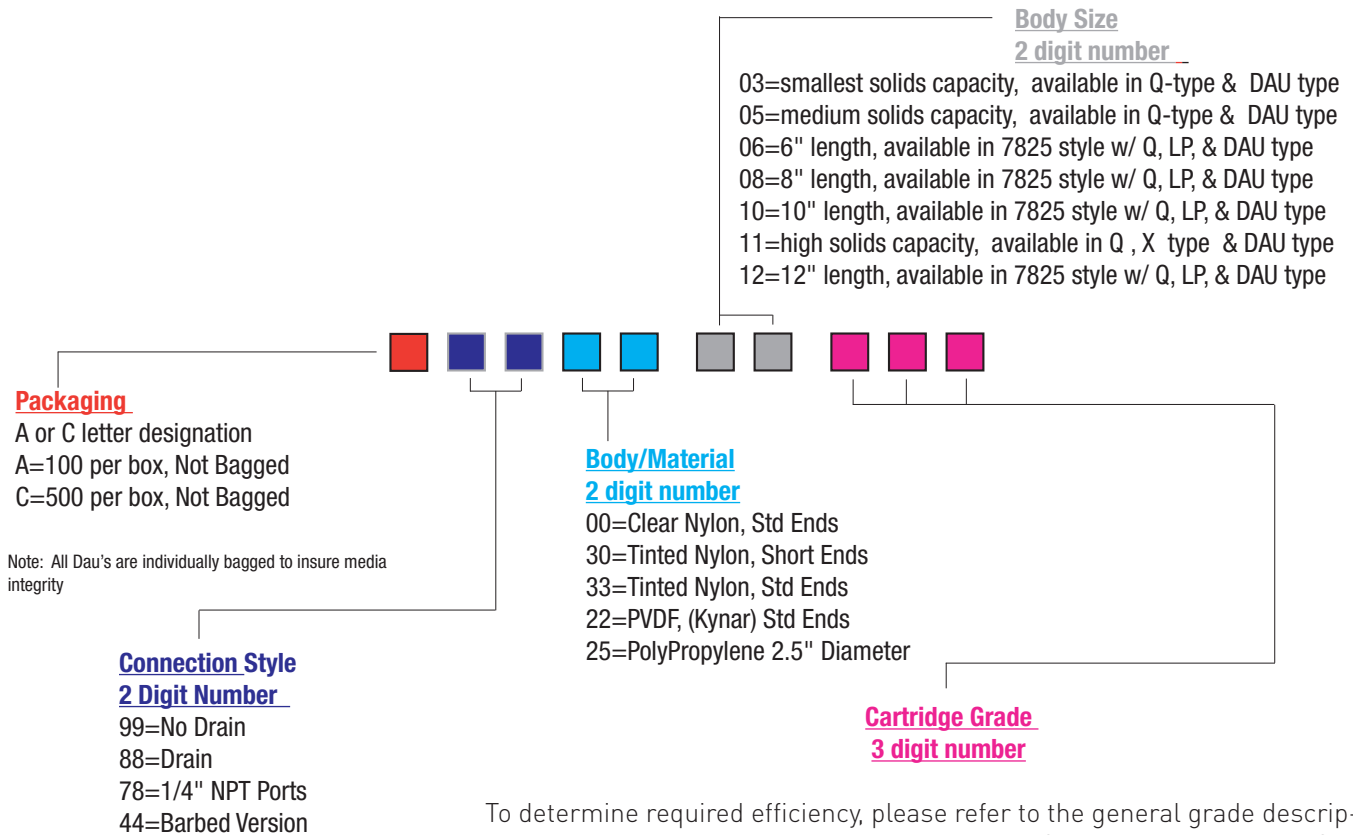 Body Size
2 digit number
03=smallest solids capacity, available in Q-type & DAU type
05=medium solids capacity, available in Q-type & DAU type
06=6" length, available in 7825 style w/ Q, LP, & DAU type
08=8" length, available in 7825 style w/ Q, LP, & DAU type
10=10" length, available in 7825 style w/ Q, LP, & DAU type
11=high solids capacity, available in Q , X type & DAU type
12=12" length, available in 7825 style w/ Q, LP, & DAU type
Packaging
A or C letter designation
A=100 per box, Not Bagged
C=500 per box, Not Bagged
Note: All Dau's are individually bagged to insure media
integrity
Connection Style
2 Digit Number
99=No Drain
88=Drain
78=1/4" NPT Ports
44=Barbed Version
Body/Material
2 digit number
00=Clear Nylon, Std Ends
30=Tinted Nylon, Short Ends
33=Tinted Nylon, Std Ends
22=PVDF, (Kynar) Std Ends
25=PolyPropylene 2.5" Diameter
Cartridge Grade
3 digit number
To determine required efficiency, please refer to the general grade descrip-